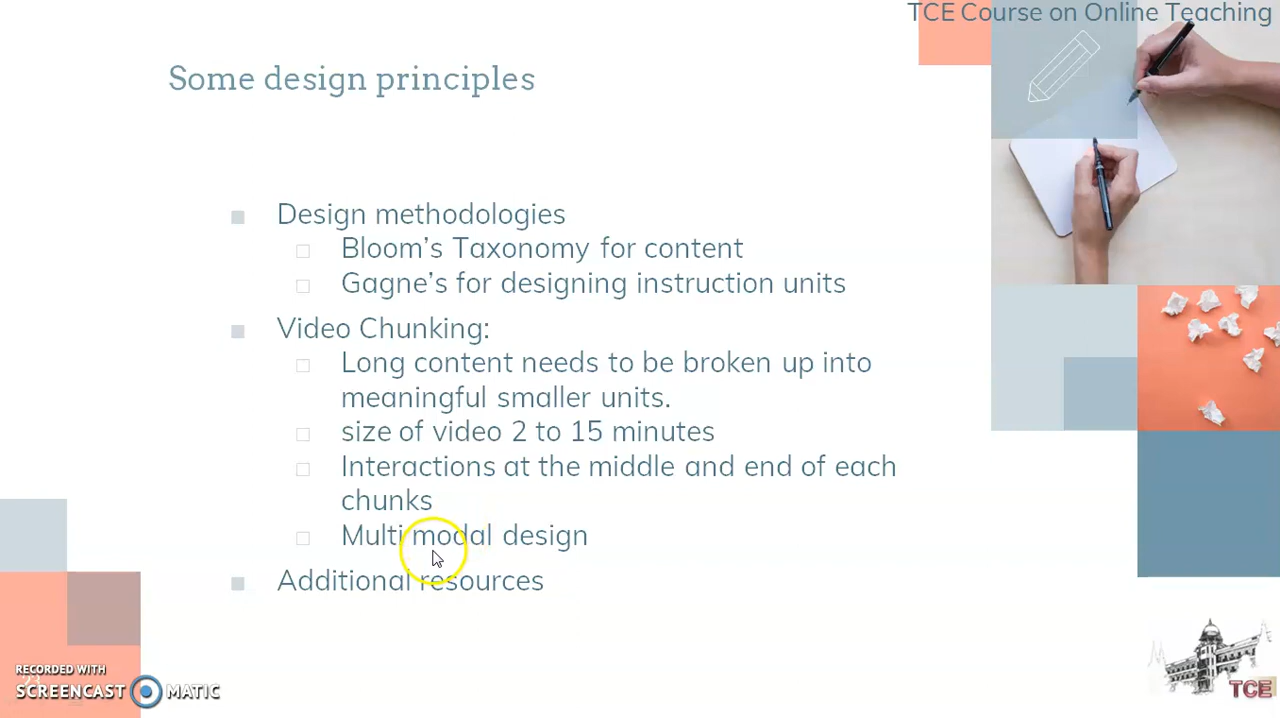 TCE Course on Online Teaching
Some design principles
Design methodologies
Bloom's Taxonomy for content
Gagne's for designing instruction units
Video Chunking:
Long content needs to be broken up into
meaningful smaller units.
size of video 2 to 15 minutes
Interactions at the middle and end of each
chunks
Multi modal design
Additional resources
RECORDED WITH
SCREENCAST MATIC
TCE